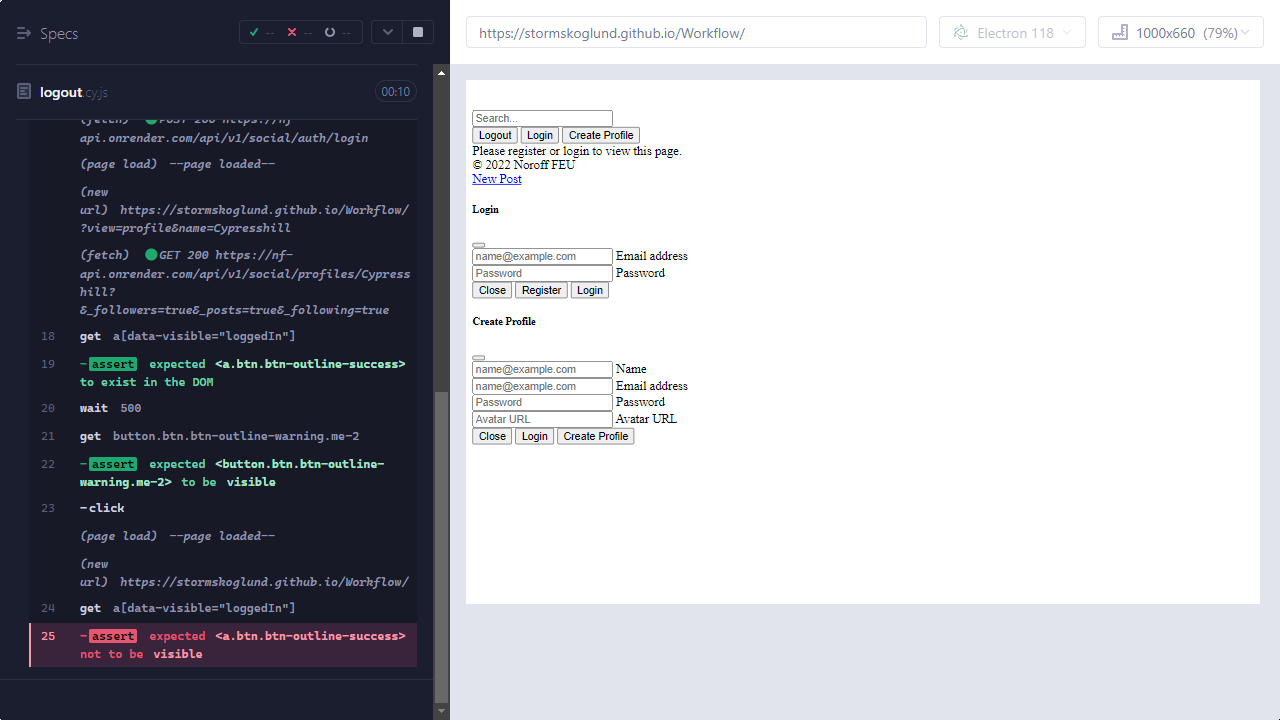 Specs
-- -- --
logout.cy.js
00:10
(fetch) POST 200 https://nf-
api.onrender.com/api/v1/social/auth/login
(page load) --page loaded--
(new
url) https://stormskoglund.github.io/Workflow/
?view=profile&name=Cypresshill
(fetch) GET 200 https://nf-
api.onrender.com/api/v1/social/profiles/Cypress
hill?
&_followers=true&_posts=true&_following=true
18 get a[data-visible="loggedIn"]
19 -assert expected <a.btn.btn-outline-success>
to exist in the DOM
20 wait 500
21 get button.btn.btn-outline-warning.me-2
22 -assert expected <button.btn.btn-outline-
warning.me-2> to be visible
23 -click
(page load) --page loaded--
(new
url) https://stormskoglund.github.io/Workflow/
24 get a[data-visible="loggedIn"]
25 -assert expected <a.btn.btn-outline-success>
not to be visible
https://stormskoglund.github.io/Workflow/
Electron 118
1000x660 (79%)
Search...
Logout Login Create Profile
Please register or login to view this page.
© 2022 Noroff FEU
New Post
Login
name@example.com Email address
Password Password
Close Register Login
Create Profile
name@example.com Name
name@example.com Email address
Password Password
Avatar URL Avatar URL
Close Login Create Profile